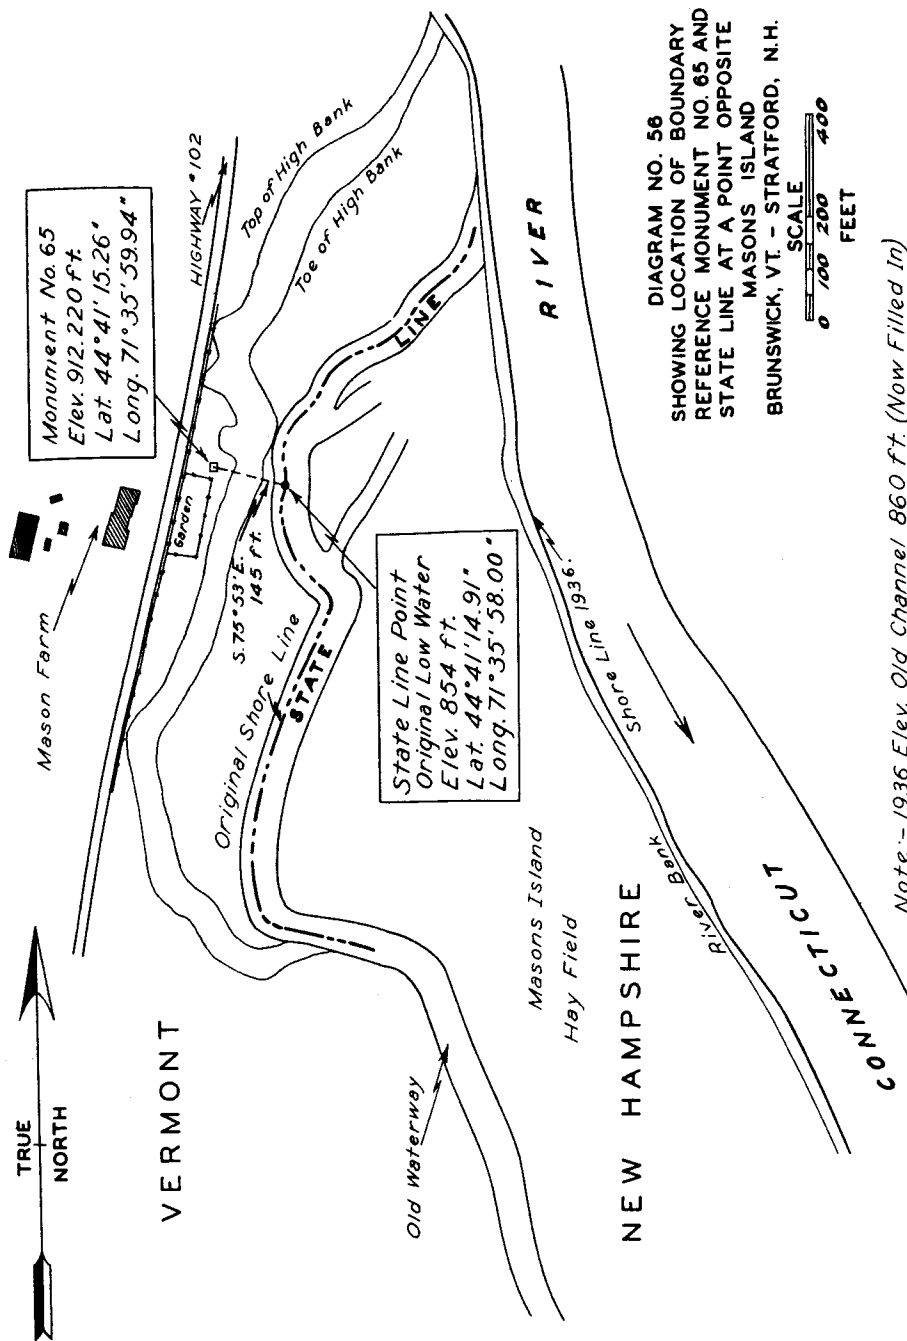 TRUE
NORTH
VERMONT
Mason Farm
Monument No. 65
Elev. 912.220 ft.
Lat. 44°41'15.26"
Long. 71°35'59.94"
HIGHWAY #102
Garden
Top of High Bank
Toe of High Bank
S.75°53'E.
145 ft.
Original Shore Line
STATE
LINE
State Line Point
Original Low Water
Elev. 854 ft.
Lat. 44°41'14.91"
Long. 71°35'58.00"
Old Waterway
Masons Island
Hay Field
NEW HAMPSHIRE
Shore Line 1936.
River Bank
CONNECTICUT
RIVER
DIAGRAM NO. 56
SHOWING LOCATION OF BOUNDARY
REFERENCE MONUMENT NO. 65 AND
STATE LINE AT A POINT OPPOSITE
MASONS ISLAND
BRUNSWICK, VT. - STRATFORD, N.H.
SCALE
0 100 200 400
FEET
Note:- 1936 Elev. Old Channel 860 ft. (Now Filled In)